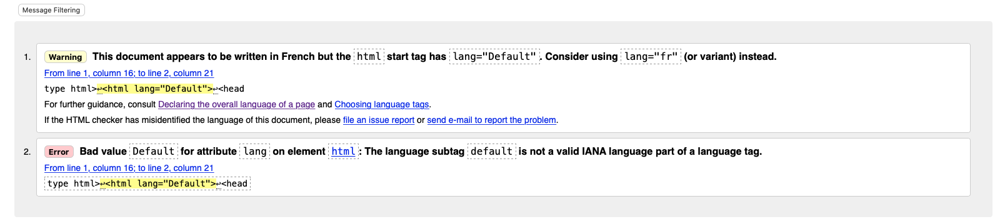 Message Filtering
1. Warning This document appears to be written in French but the html start tag has lang="Default". Consider using lang="fr" (or variant) instead.
From line 1, column 16; to line 2, column 21
type html>↩<html lang="Default">↩<head
For further guidance, consult Declaring the overall language of a page and Choosing language tags.
If the HTML checker has misidentified the language of this document, please file an issue report or send e-mail to report the problem.
2. Error Bad value Default for attribute lang on element html: The language subtag default is not a valid IANA language part of a language tag.
From line 1, column 16; to line 2, column 21
type html>↩<html lang="Default">↩<head